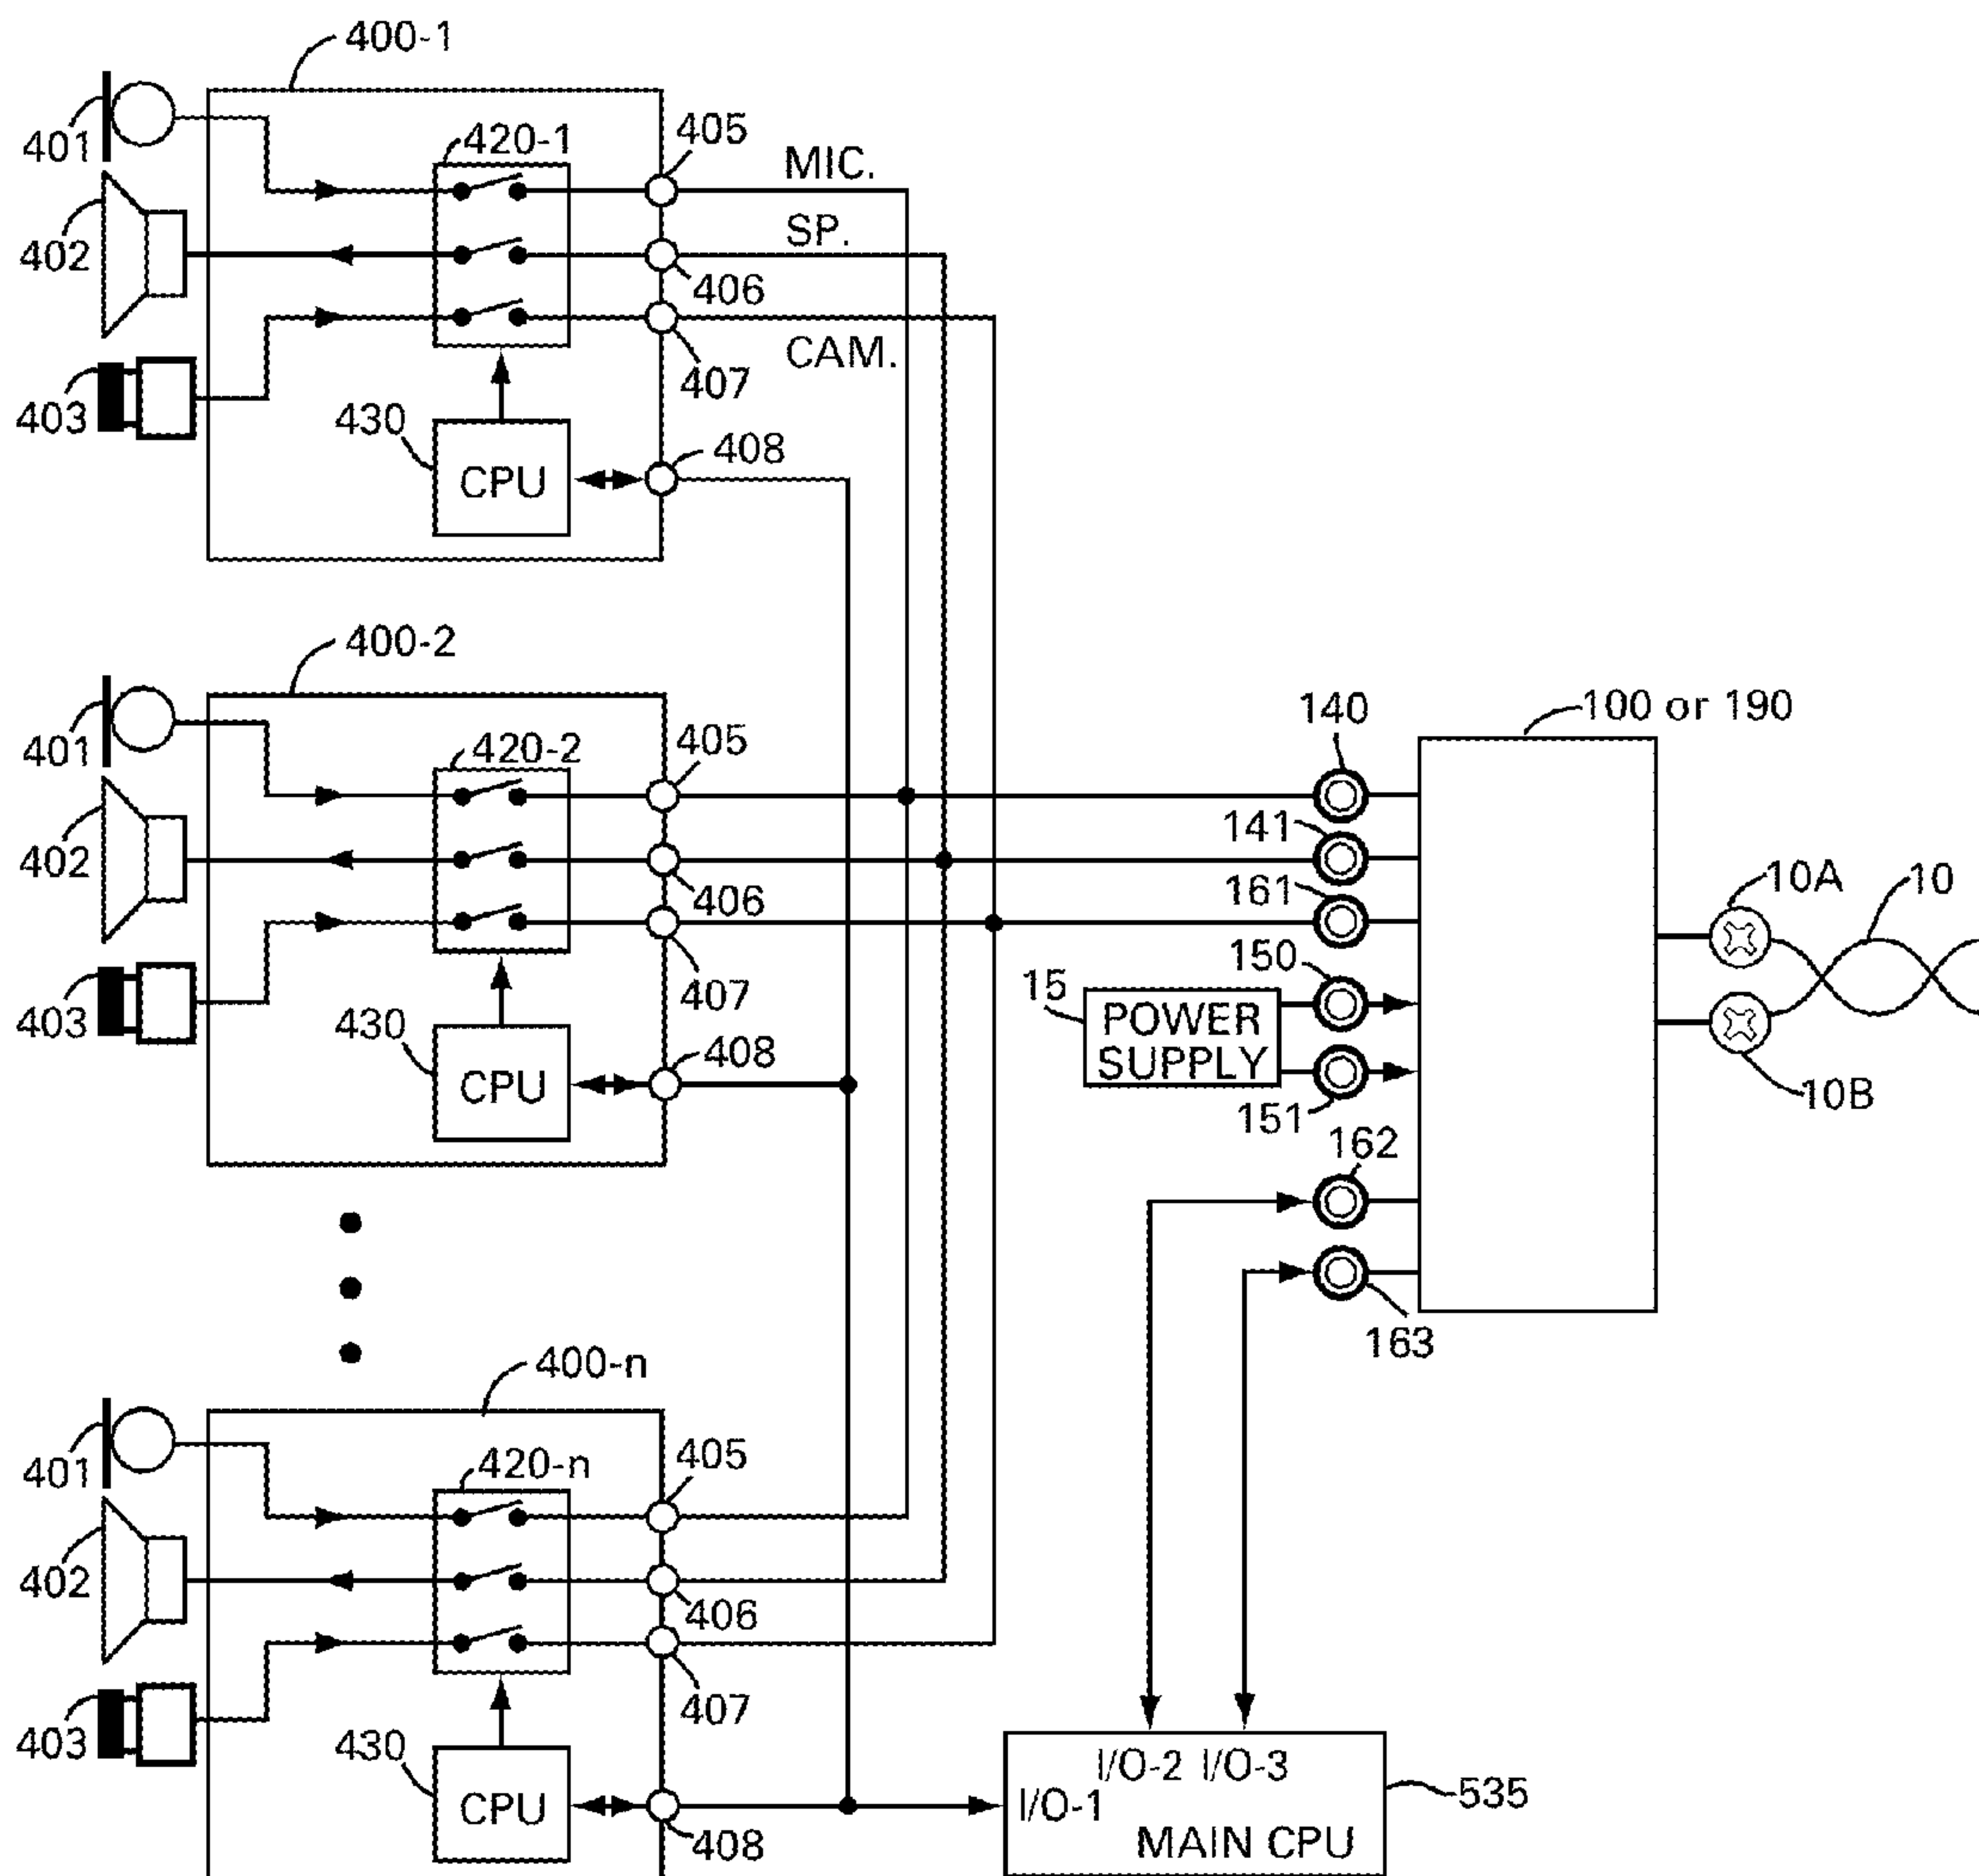 400-1
401
420-1
405
MIC.
402
SP.
406
CAM.
403
407
430
408
CPU
400-2
401
420-2
405
140
100 or 190
402
141
406
161
10A
10
403
407
15
150
POWER
SUPPLY
430
408
CPU
151
10B
162
163
400-n
401
420-n
405
402
406
403
407
430
CPU
408
I/O-2 I/O-3
I/O-1
535
MAIN CPU